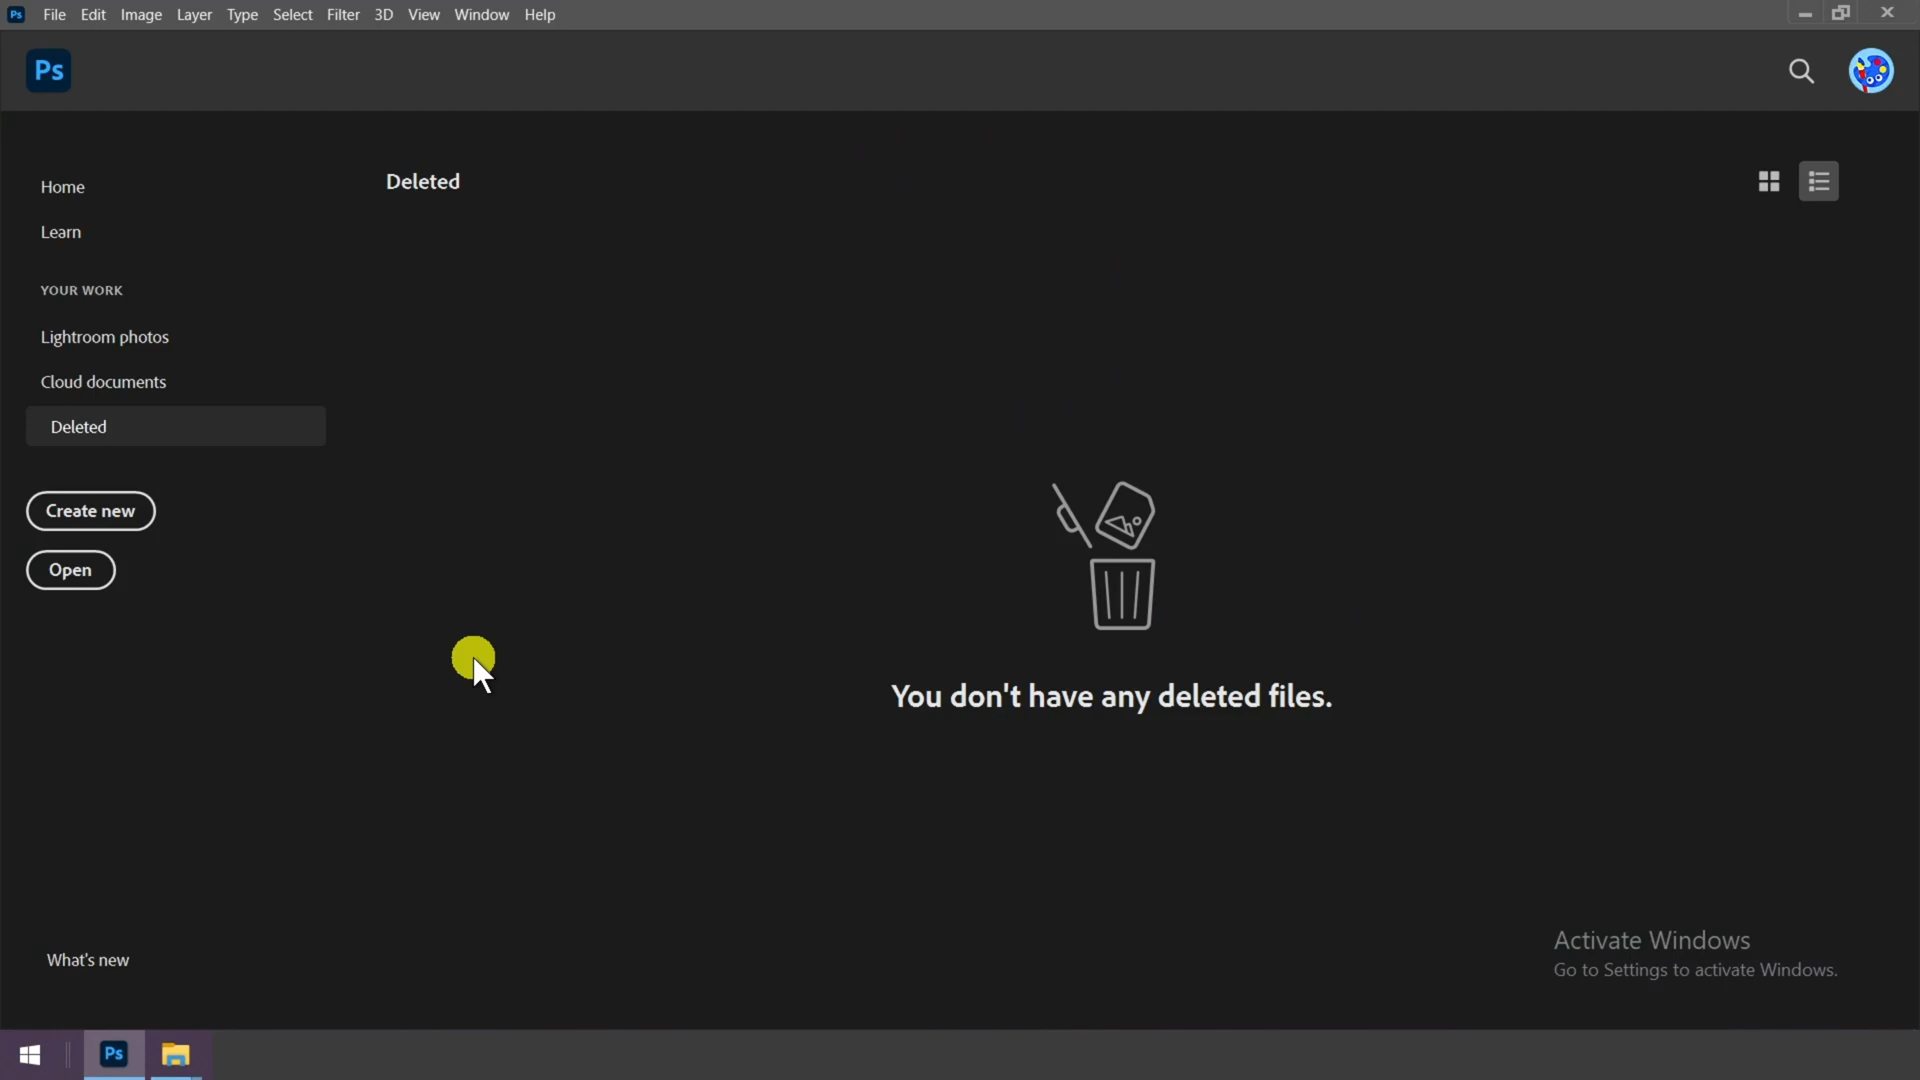 Ps File Edit Image Layer Type Select Filter 3D View Window Help
Ps
Home
Learn
YOUR WORK
Lightroom photos
Cloud documents
Deleted
Create new
Open
What's new
Deleted
You don't have any deleted files.
Activate Windows
Go to Settings to activate Windows.
Ps